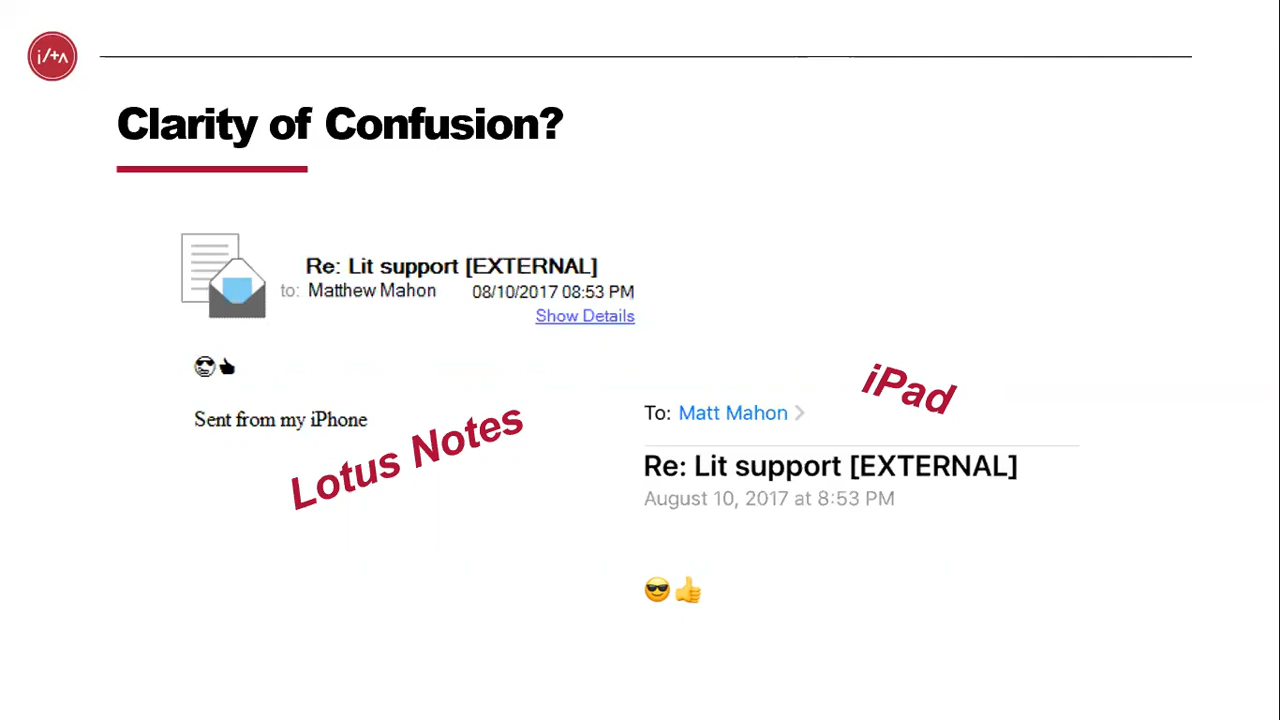 i/+ʌ
Clarity of Confusion?
Re: Lit support [EXTERNAL]
to: Matthew Mahon 08/10/2017 08:53 PM
Show Details
😎👍
Sent from my iPhone
Lotus Notes
iPad
To: Matt Mahon >
Re: Lit support [EXTERNAL]
August 10, 2017 at 8:53 PM
😎👍